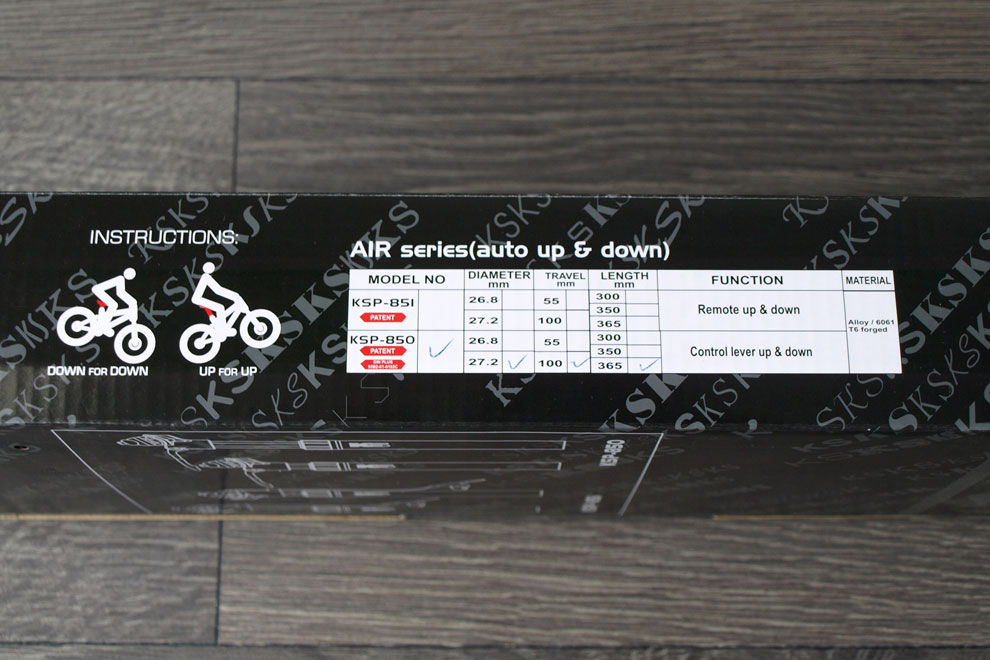 INSTRUCTIONS:
DOWN FOR DOWN
UP FOR UP
AIR series(auto up & down)
MODEL NO DIAMETER mm TRAVEL mm LENGTH mm FUNCTION MATERIAL
KSP-851
PATENT
26.8
27.2
55
100
300
350
365
Remote up & down
Alloy / 6061
T6 forged
KSP-850
PATENT
DIN PLUS
26.8
27.2
55
100
300
350
365
Control lever up & down
KSP-850